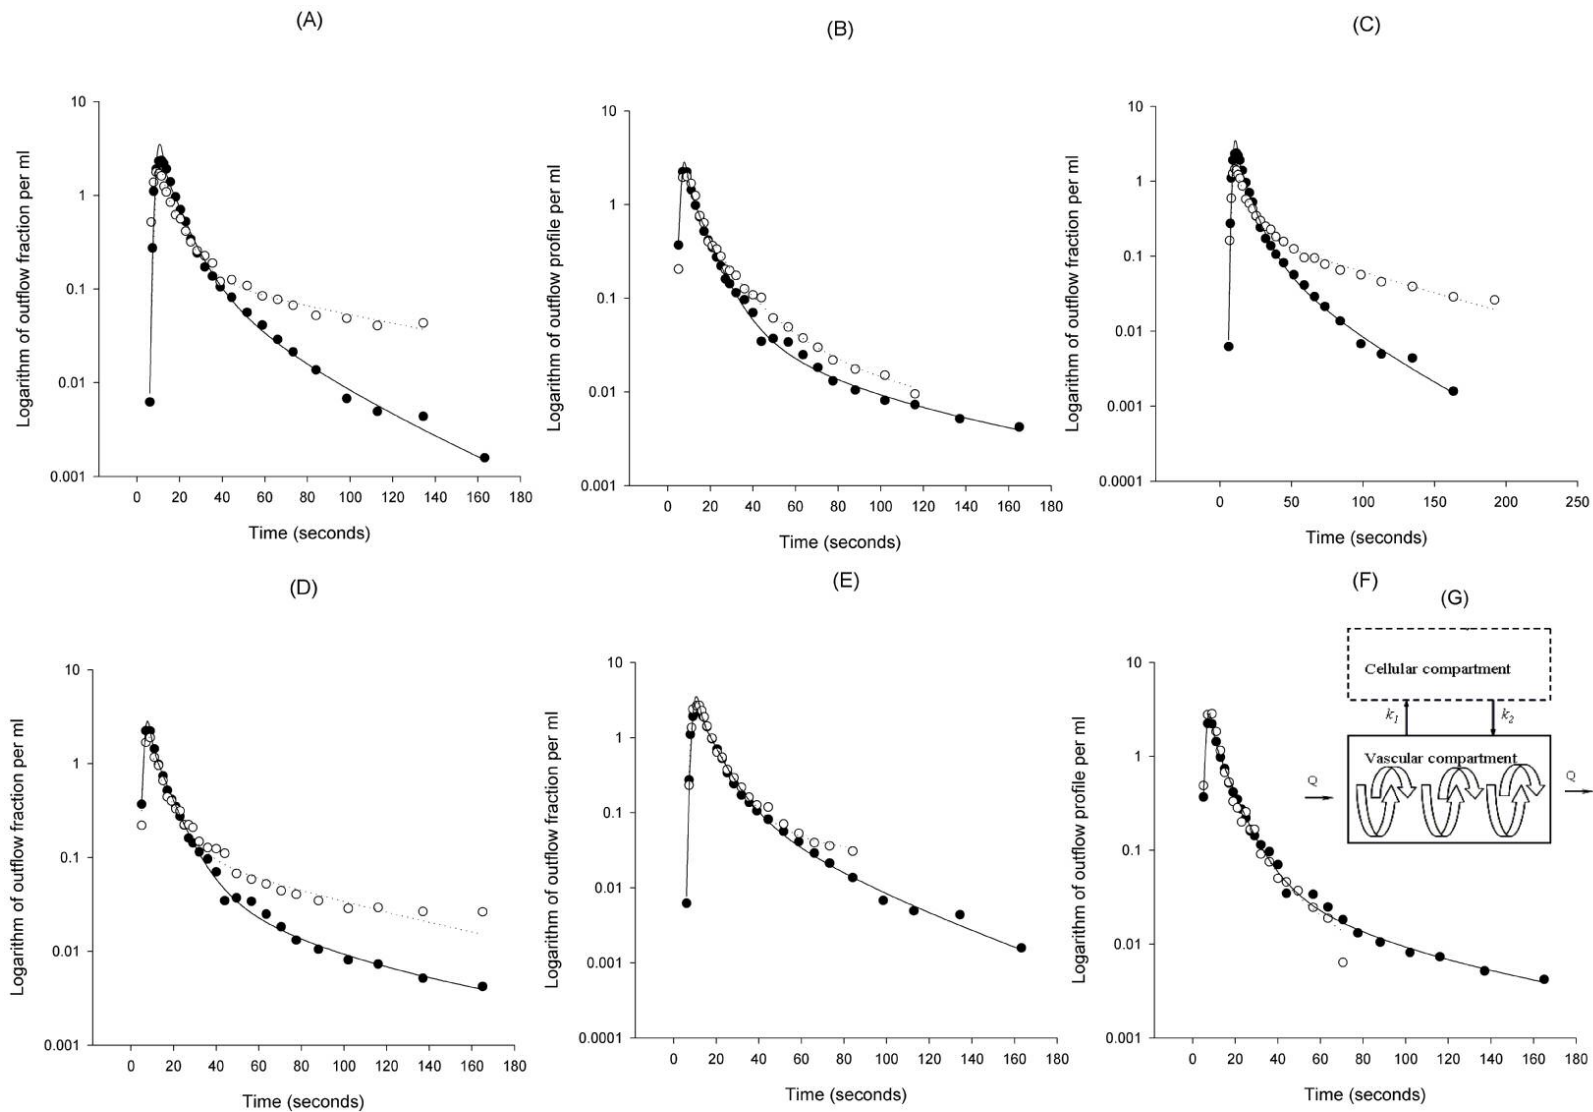 (A)
Logarithm of outflow fraction per ml
10
1
0.1
0.01
0.001
0 20 40 60 80 100 120 140 160 180
Time (seconds)
(B)
Logarithm of outflow profile per ml
10
1
0.1
0.01
0.001
0 20 40 60 80 100 120 140 160 180
Time (seconds)
(C)
Logarithm of outflow fraction per ml
10
1
0.1
0.01
0.001
0.0001
0 50 100 150 200 250
Time (seconds)
(D)
Logarithm of outflow fraction per ml
10
1
0.1
0.01
0.001
0 20 40 60 80 100 120 140 160 180
Time (seconds)
(E)
Logarithm of outflow fraction per ml
10
1
0.1
0.01
0.001
0.0001
0 20 40 60 80 100 120 140 160 180
Time (seconds)
(F)
Logarithm of outflow profile per ml
10
1
0.1
0.01
0.001
0 20 40 60 80 100 120 140 160 180
Time (seconds)
(G)
Cellular compartment
k1 k2
Vascular compartment
Q Q